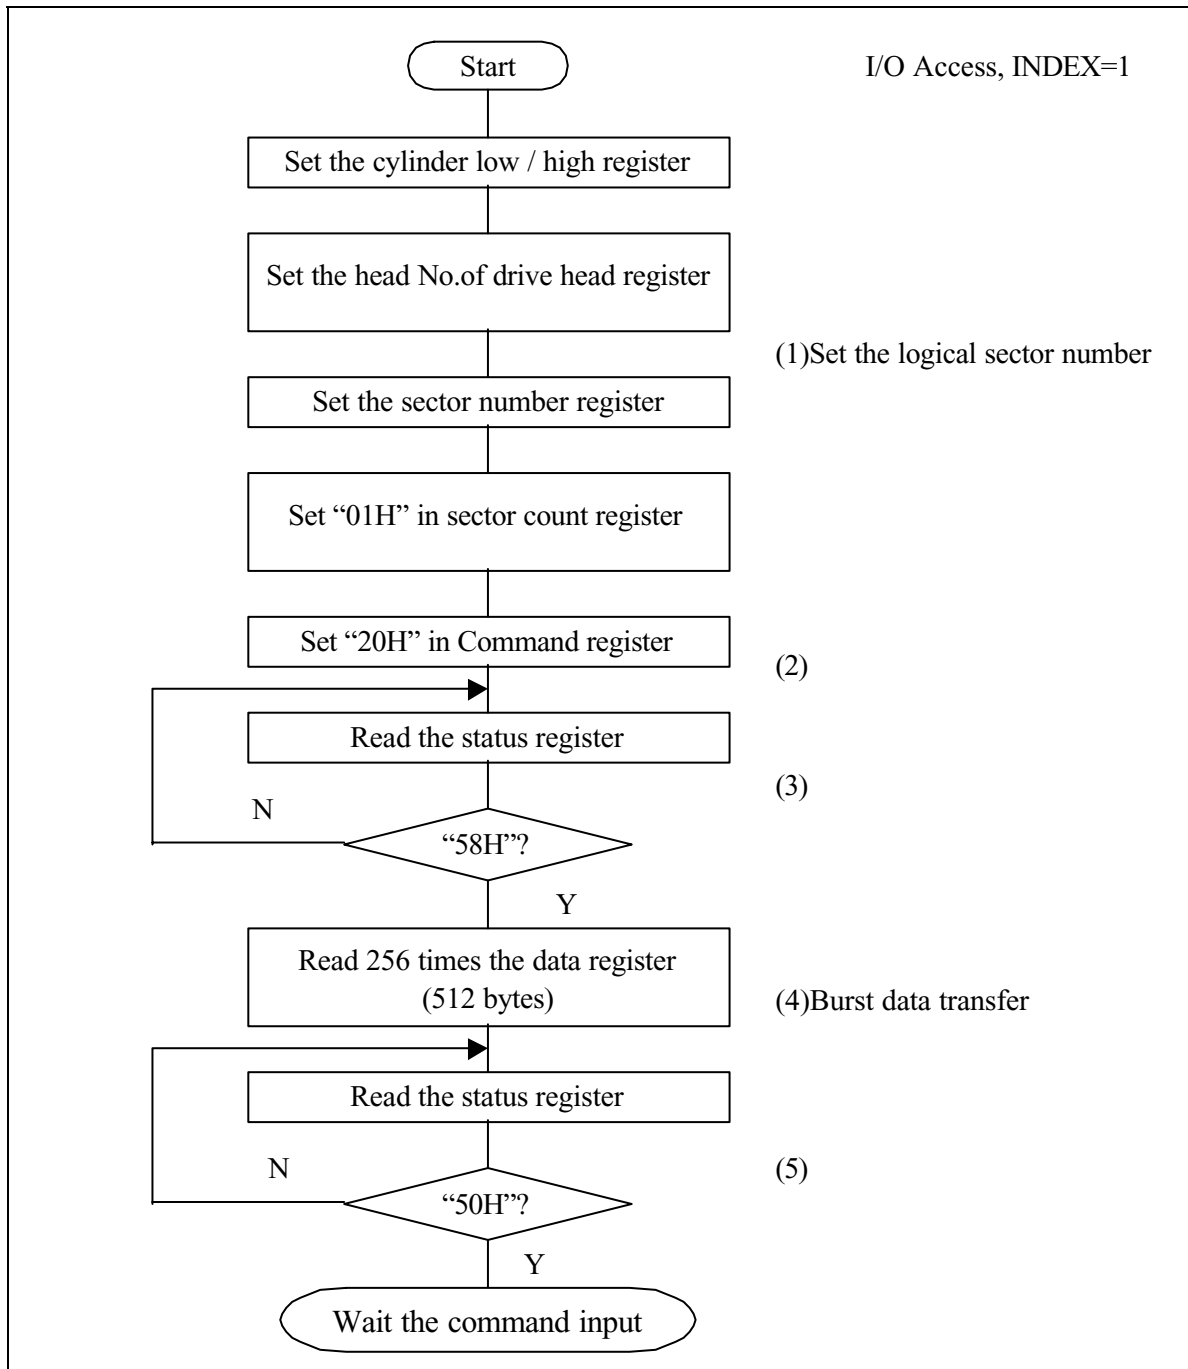 Start
I/O Access, INDEX=1
Set the cylinder low / high register
Set the head No.of drive head register
(1)Set the logical sector number
Set the sector number register
Set “01H” in sector count register
Set “20H” in Command register
(2)
Read the status register
(3)
N
“58H”?
Y
Read 256 times the data register
(512 bytes)
(4)Burst data transfer
Read the status register
N
(5)
“50H”?
Y
Wait the command input